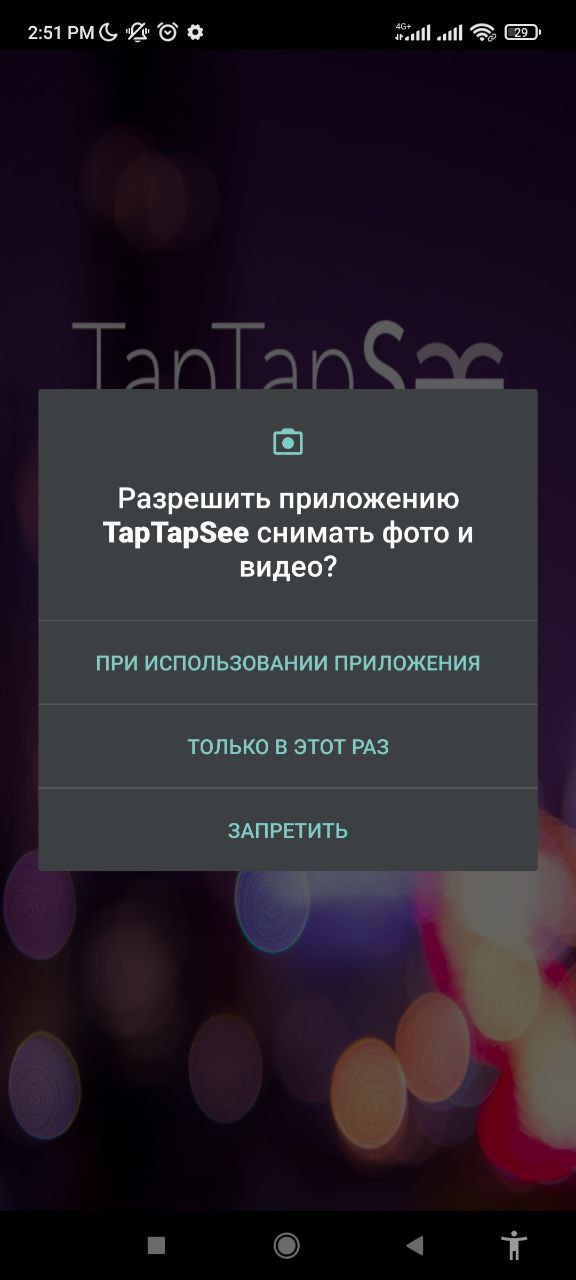 2:51 PM 4G+ 29
TapTapSee
Разрешить приложению
TapTapSee снимать фото и
видео?
ПРИ ИСПОЛЬЗОВАНИИ ПРИЛОЖЕНИЯ
ТОЛЬКО В ЭТОТ РАЗ
ЗАПРЕТИТЬ